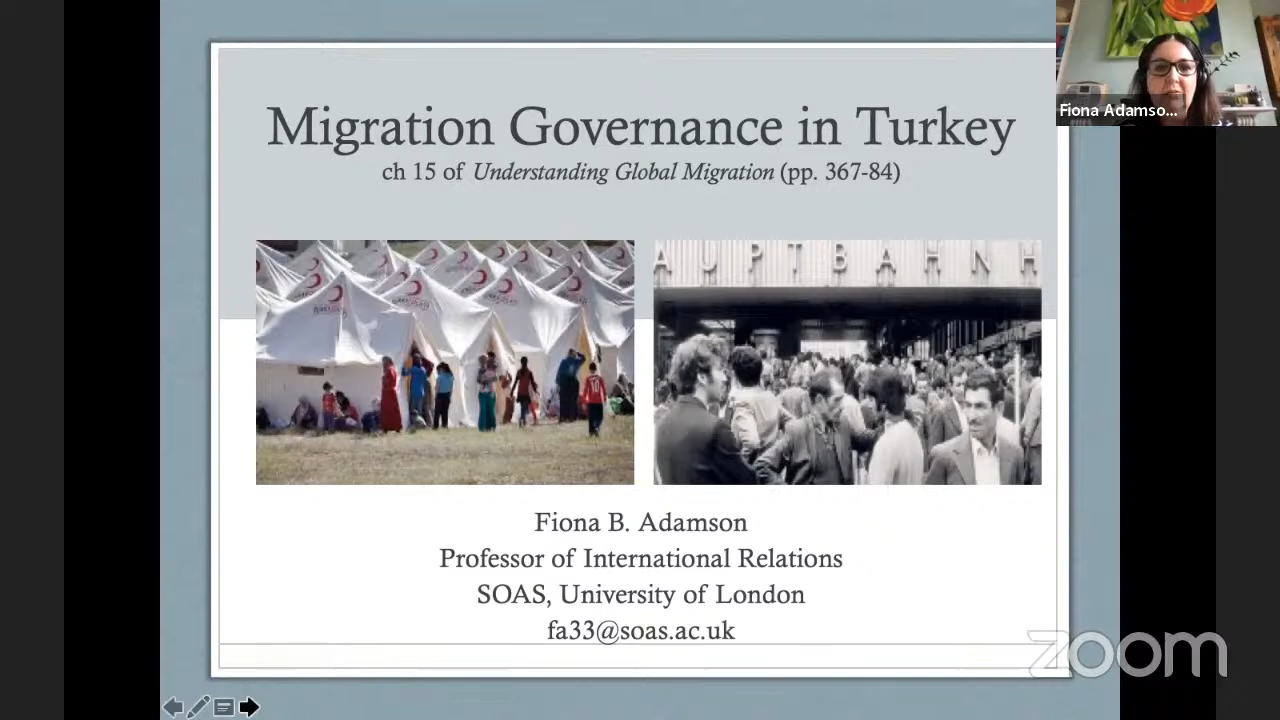 Migration Governance in Turkey
ch 15 of Understanding Global Migration (pp. 367-84)
Fiona Adamso...
AUPTBAHNH
Fiona B. Adamson
Professor of International Relations
SOAS, University of London
fa33@soas.ac.uk
zoom